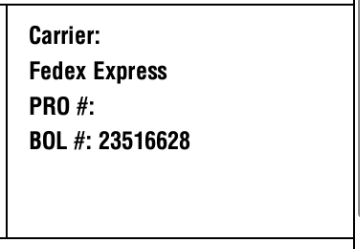 Carrier:
Fedex Express
PRO #:
BOL #: 23516628